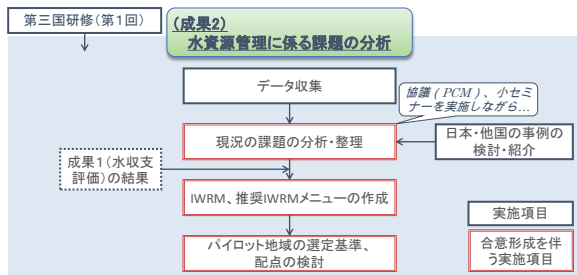 第三国研修(第1回)
(成果2)
水資源管理に係る課題の分析
データ収集
協議(PCM)、小セミ
ナーを実施しながら…
現況の課題の分析・整理
日本・他国の事例の
検討・紹介
成果1(水収支
評価)の結果
IWRM、推奨IWRMメニューの作成
実施項目
パイロット地域の選定基準、
配点の検討
合意形成を伴
う実施項目